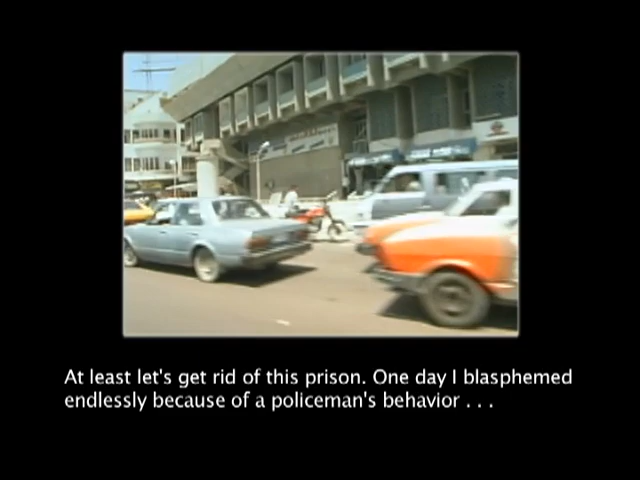 At least let's get rid of this prison. One day I blasphemed
endlessly because of a policeman's behavior . . .